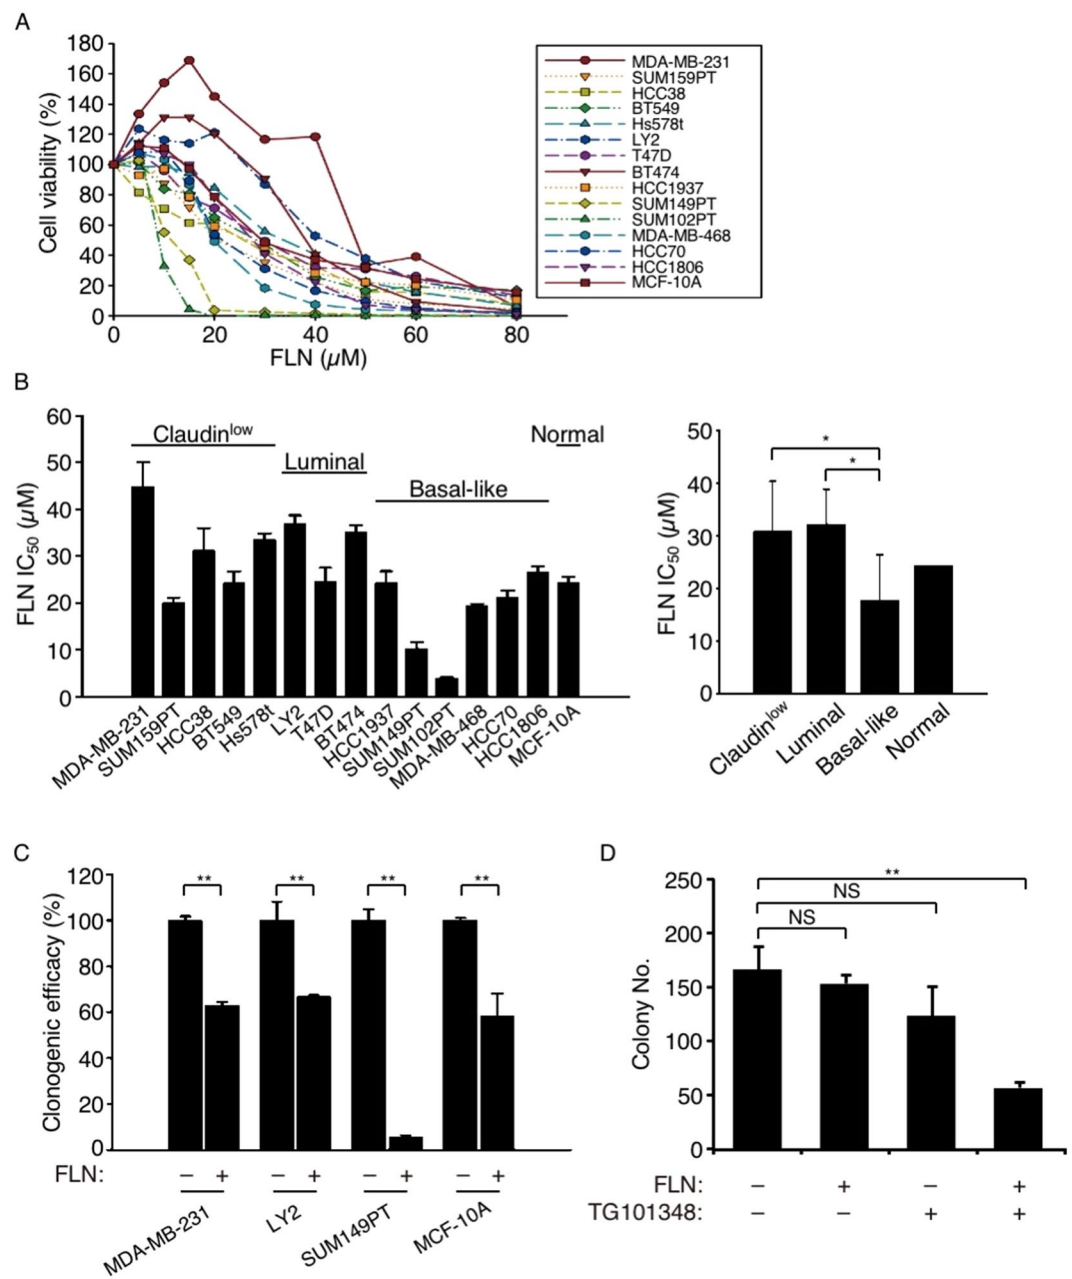 A
180
160
140
120
100
80
60
40
20
0
Cell viability (%)
0 20 40 60 80
FLN (µM)
MDA-MB-231
SUM159PT
HCC38
BT549
Hs578t
LY2
T47D
BT474
HCC1937
SUM149PT
SUM102PT
MDA-MB-468
HCC70
HCC1806
MCF-10A
B
60
50
40
30
20
10
0
FLN IC50 (µM)
Claudinlow
Luminal
Basal-like
Normal
MDA-MB-231
SUM159PT
HCC38
BT549
Hs578t
LY2
T47D
BT474
HCC1937
SUM149PT
SUM102PT
MDA-MB-468
HCC70
HCC1806
MCF-10A
50
40
30
20
10
0
FLN IC50 (µM)
*
*
Claudinlow
Luminal
Basal-like
Normal
C
120
100
80
60
40
20
0
Clonogenic efficacy (%)
** ** ** **
FLN: – + – + – + – +
MDA-MB-231
LY2
SUM149PT
MCF-10A
D
250
200
150
100
50
0
Colony No.
**
NS
NS
FLN: – + – +
TG101348: – – + +